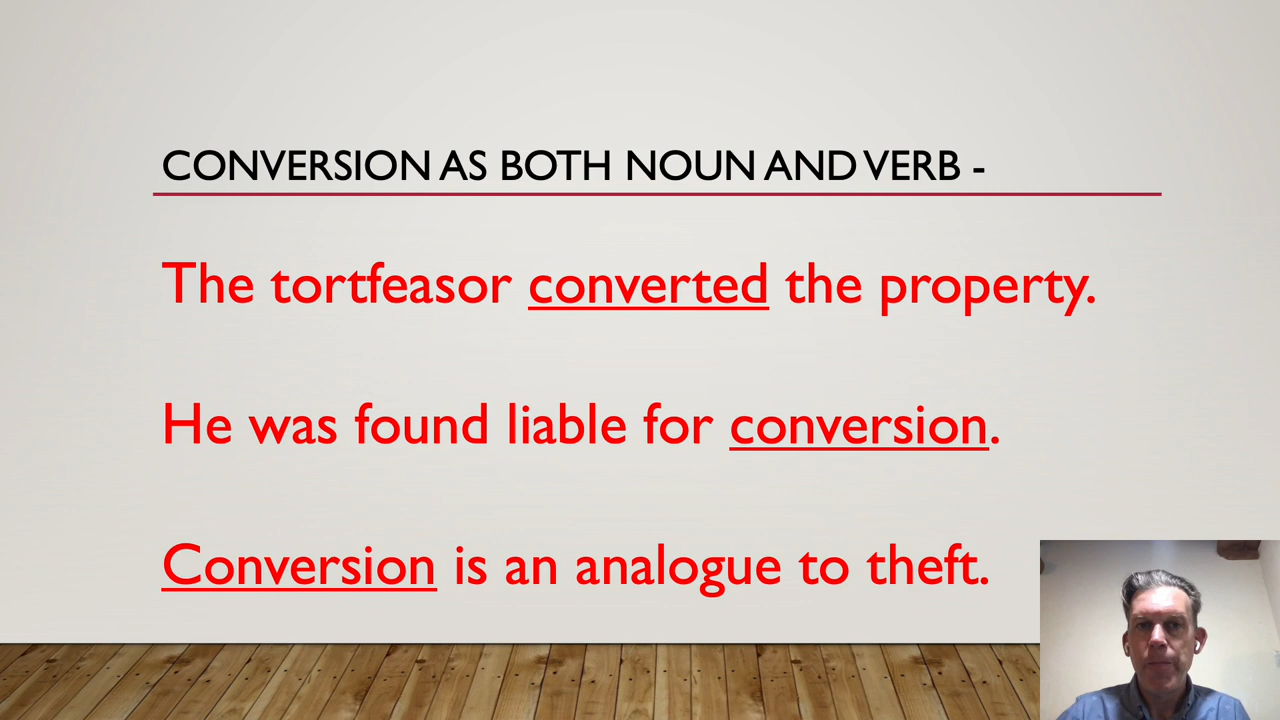 CONVERSION AS BOTH NOUN AND VERB -
The tortfeasor converted the property.
He was found liable for conversion.
Conversion is an analogue to theft.